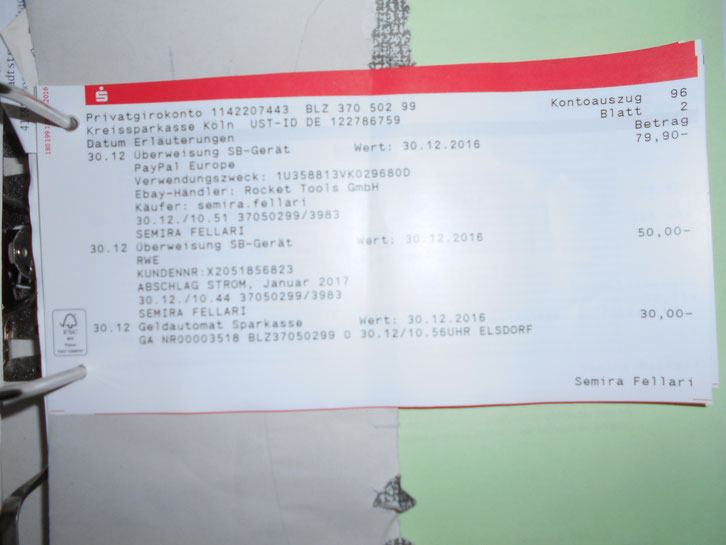 Privatgirokonto 1142207443 BLZ 370 502 99 Kontoauszug 96
Kreissparkasse Köln UST-ID DE 122786759 Blatt 2
Datum Erläuterungen Betrag
30.12 Überweisung SB-Gerät Wert: 30.12.2016 79,90-
PayPal Europe
Verwendungszweck: 1U358813VK029680D
Ebay-Händler: Rocket Tools GmbH
Käufer: semira.fellari
30.12./10.51 37050299/3983
SEMIRA FELLARI
30.12 Überweisung SB-Gerät Wert: 30.12.2016 50,00-
RWE
KUNDENNR:X2051856823
ABSCHLAG STROM, Januar 2017
30.12./10.44 37050299/3983
SEMIRA FELLARI
30.12 Geldautomat Sparkasse Wert: 30.12.2016 30,00-
GA NR00003518 BLZ37050299 0 30.12/10.56UHR ELSDORF
Semira Fellari